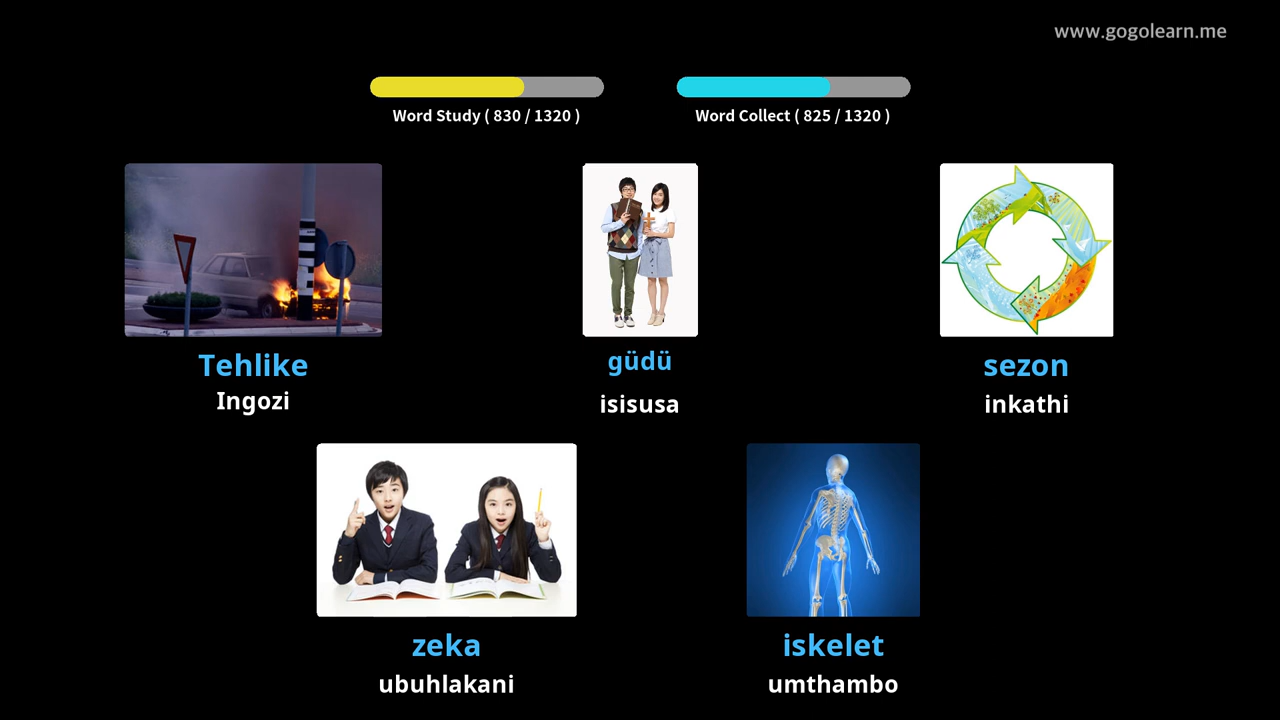 www.gogolearn.me
Word Study ( 830 / 1320 )
Word Collect ( 825 / 1320 )
Tehlike
Ingozi
güdü
isisusa
sezon
inkathi
zeka
ubuhlakani
iskelet
umthambo